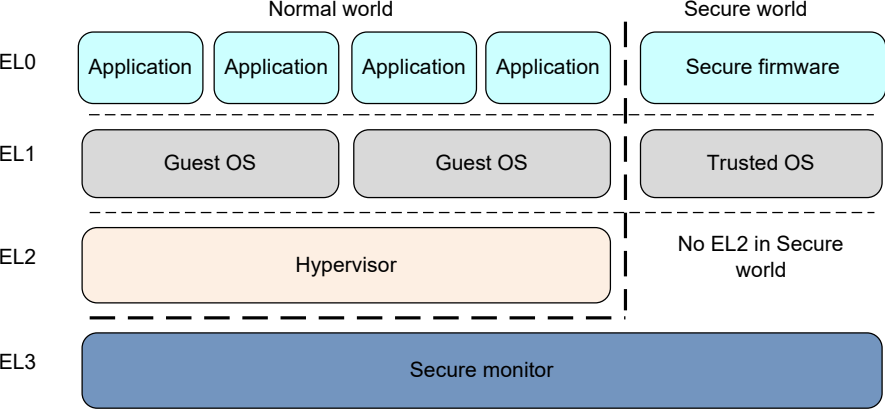 Normal world
Secure world
EL0
Application
Application
Application
Application
Secure firmware
EL1
Guest OS
Guest OS
Trusted OS
EL2
Hypervisor
No EL2 in Secure
world
EL3
Secure monitor